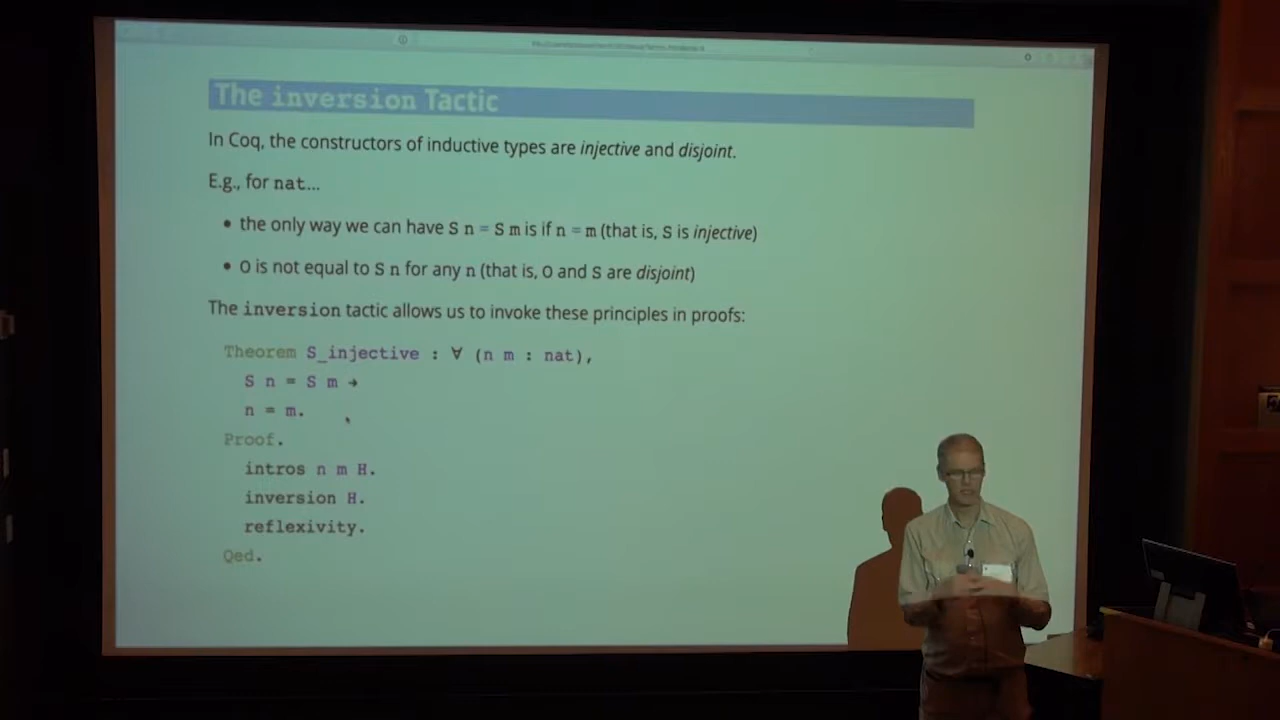 The inversion Tactic
In Coq, the constructors of inductive types are injective and disjoint.
E.g., for nat...
• the only way we can have S n = S m is if n = m (that is, S is injective)
• O is not equal to S n for any n (that is, O and S are disjoint)
The inversion tactic allows us to invoke these principles in proofs:
Theorem S_injective : ∀ (n m : nat),
S n = S m →
n = m.
Proof.
intros n m H.
inversion H.
reflexivity.
Qed.